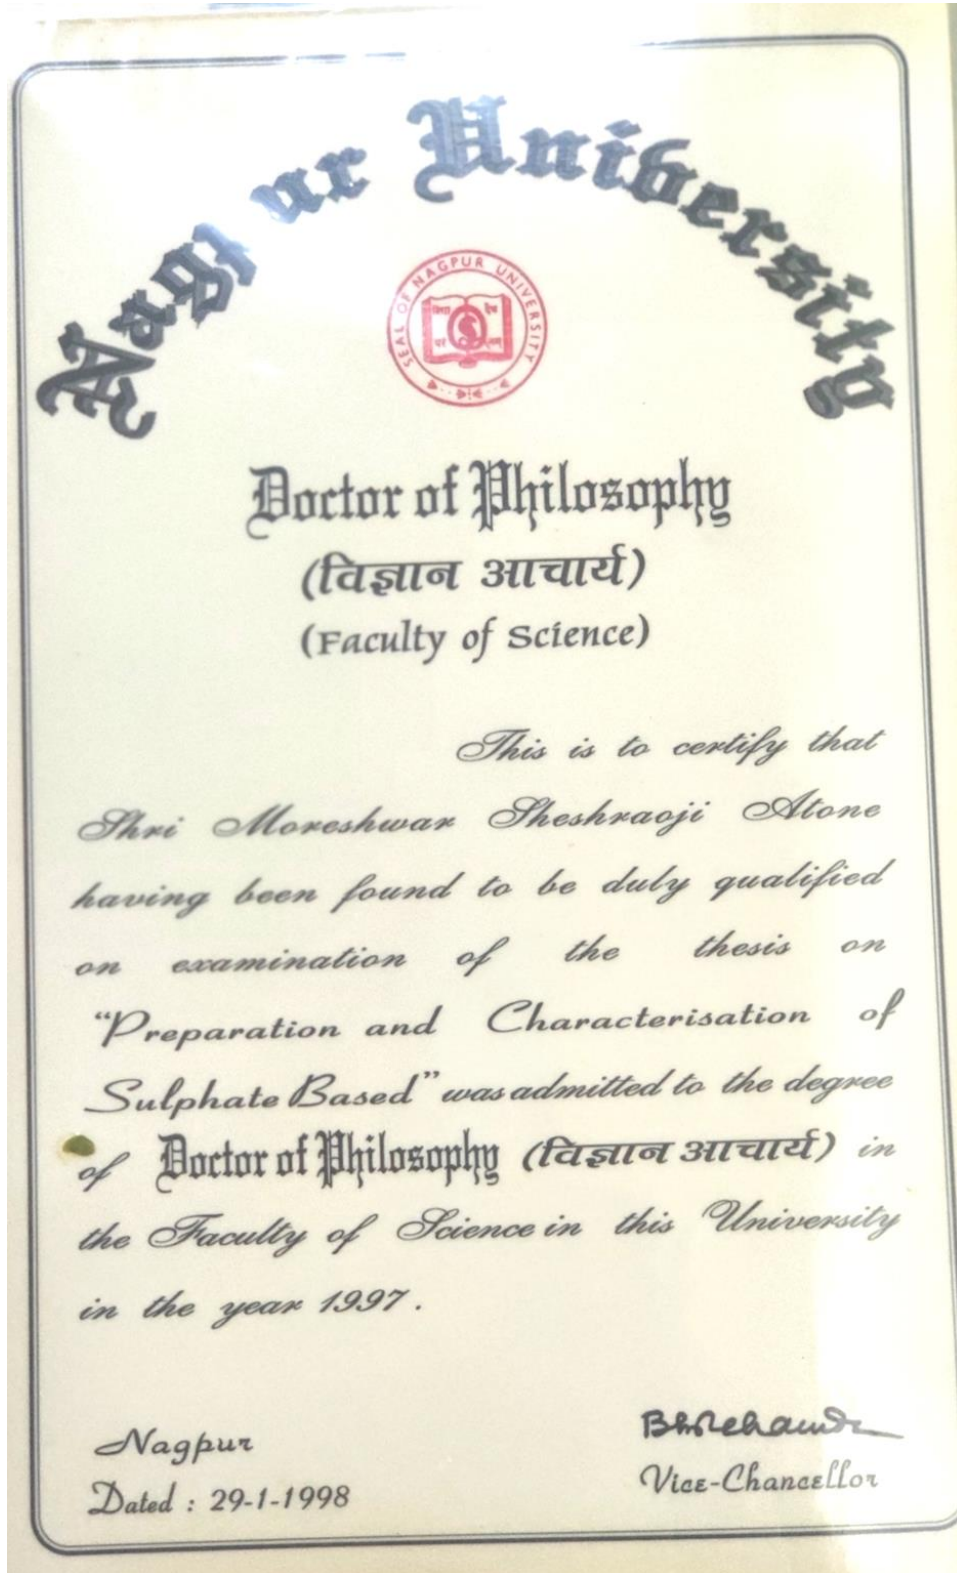 Nagpur University
SEAL OF NAGPUR UNIVERSITY
Doctor of Philosophy
(विज्ञान आचार्य)
(Faculty of Science)
This is to certify that
Shri Moreshwar Sheshraoji Atone
having been found to be duly qualified
on examination of the thesis on
“Preparation and Characterisation of
Sulphate Based” was admitted to the degree
of Doctor of Philosophy (विज्ञान आचार्य) in
the Faculty of Science in this University
in the year 1997.
Nagpur
Vice-Chancellor
Dated : 29-1-1998